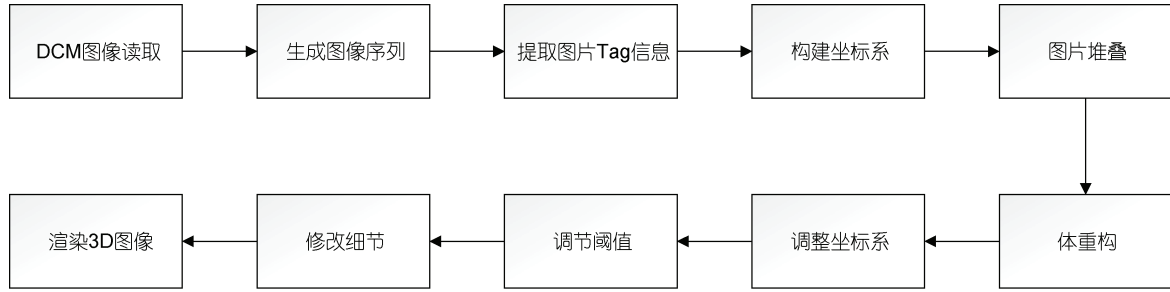 DCM图像读取
生成图像序列
提取图片Tag信息
构建坐标系
图片堆叠
体重构
调整坐标系
调节阈值
修改细节
渲染3D图像